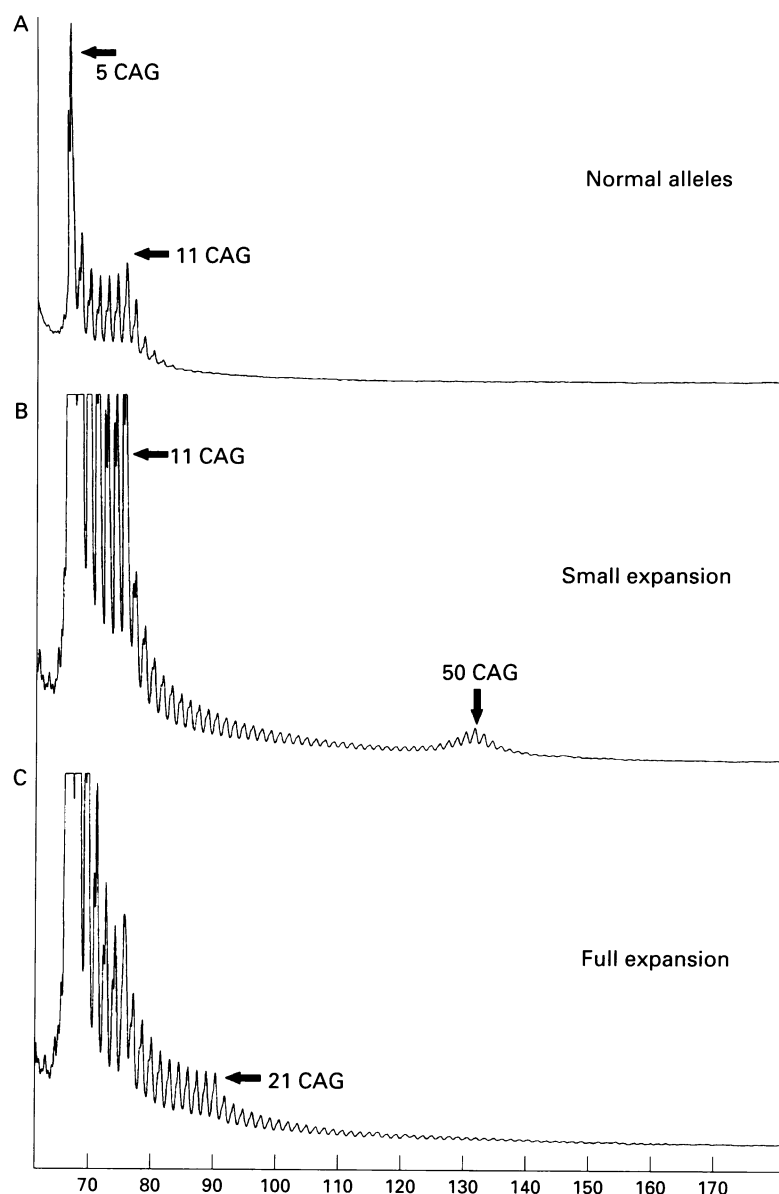 A
5 CAG
Normal alleles
11 CAG
B
11 CAG
Small expansion
50 CAG
C
Full expansion
21 CAG
70 80 90 100 110 120 130 140 150 160 170